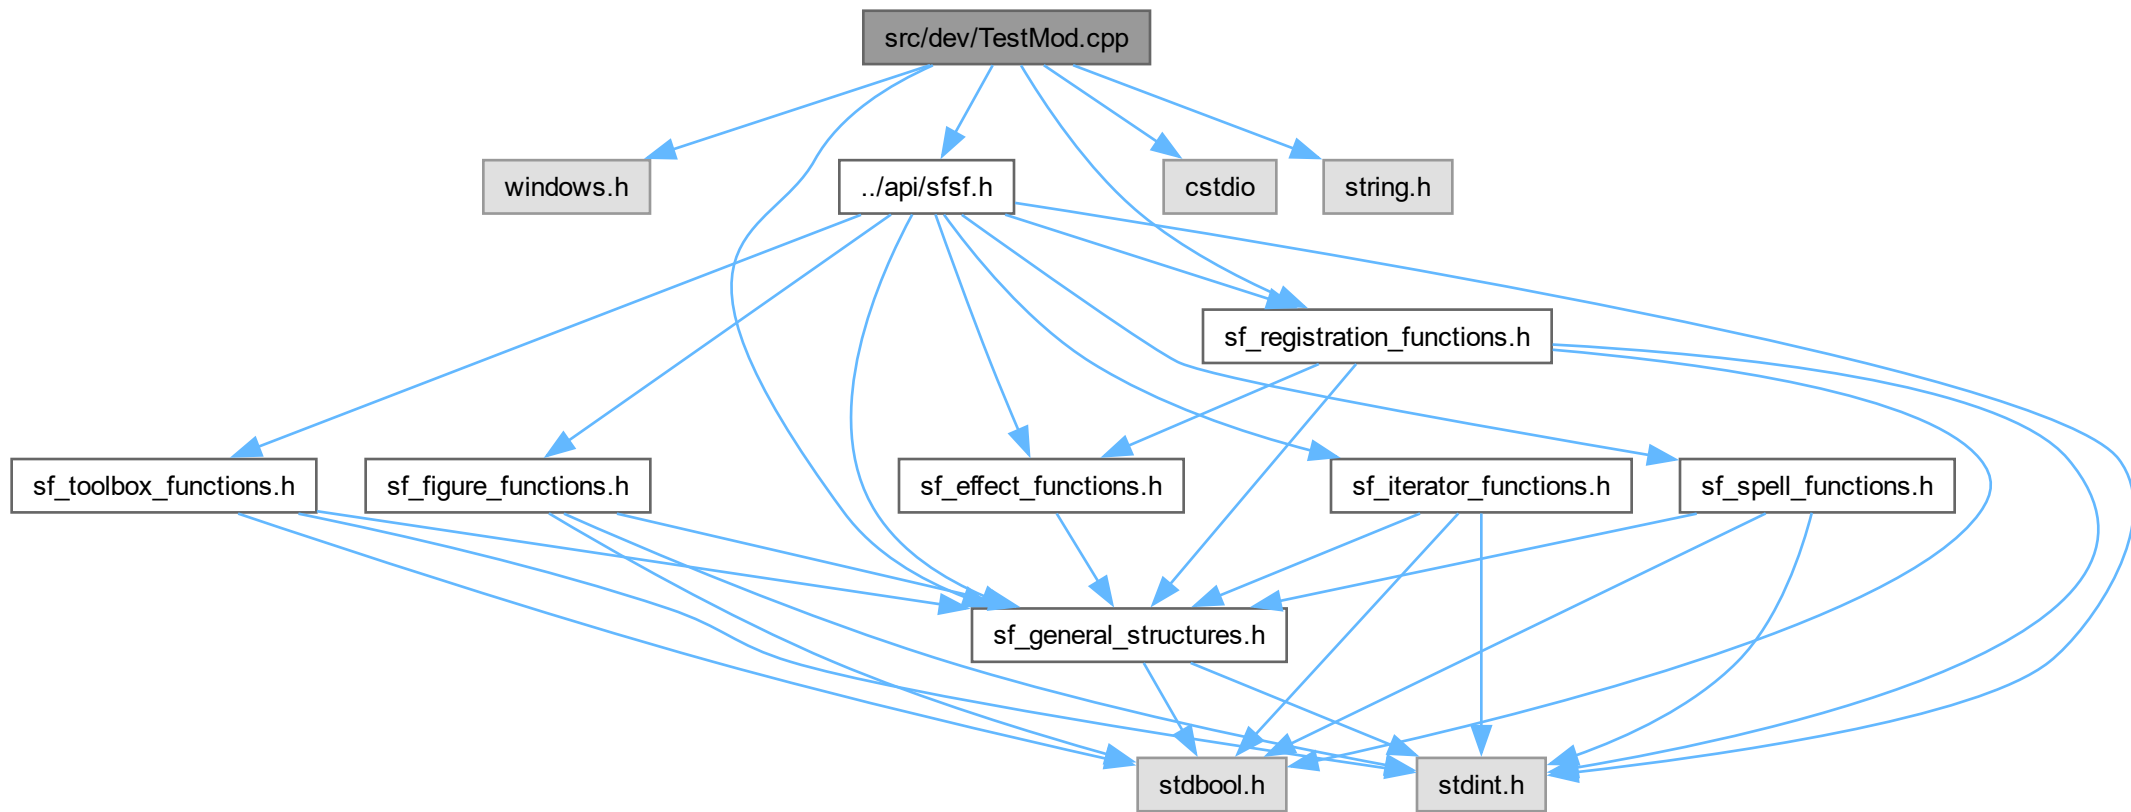 src/dev/TestMod.cpp
windows.h
../api/sfsf.h
cstdio
string.h
sf_registration_functions.h
sf_toolbox_functions.h
sf_figure_functions.h
sf_effect_functions.h
sf_iterator_functions.h
sf_spell_functions.h
sf_general_structures.h
stdbool.h
stdint.h